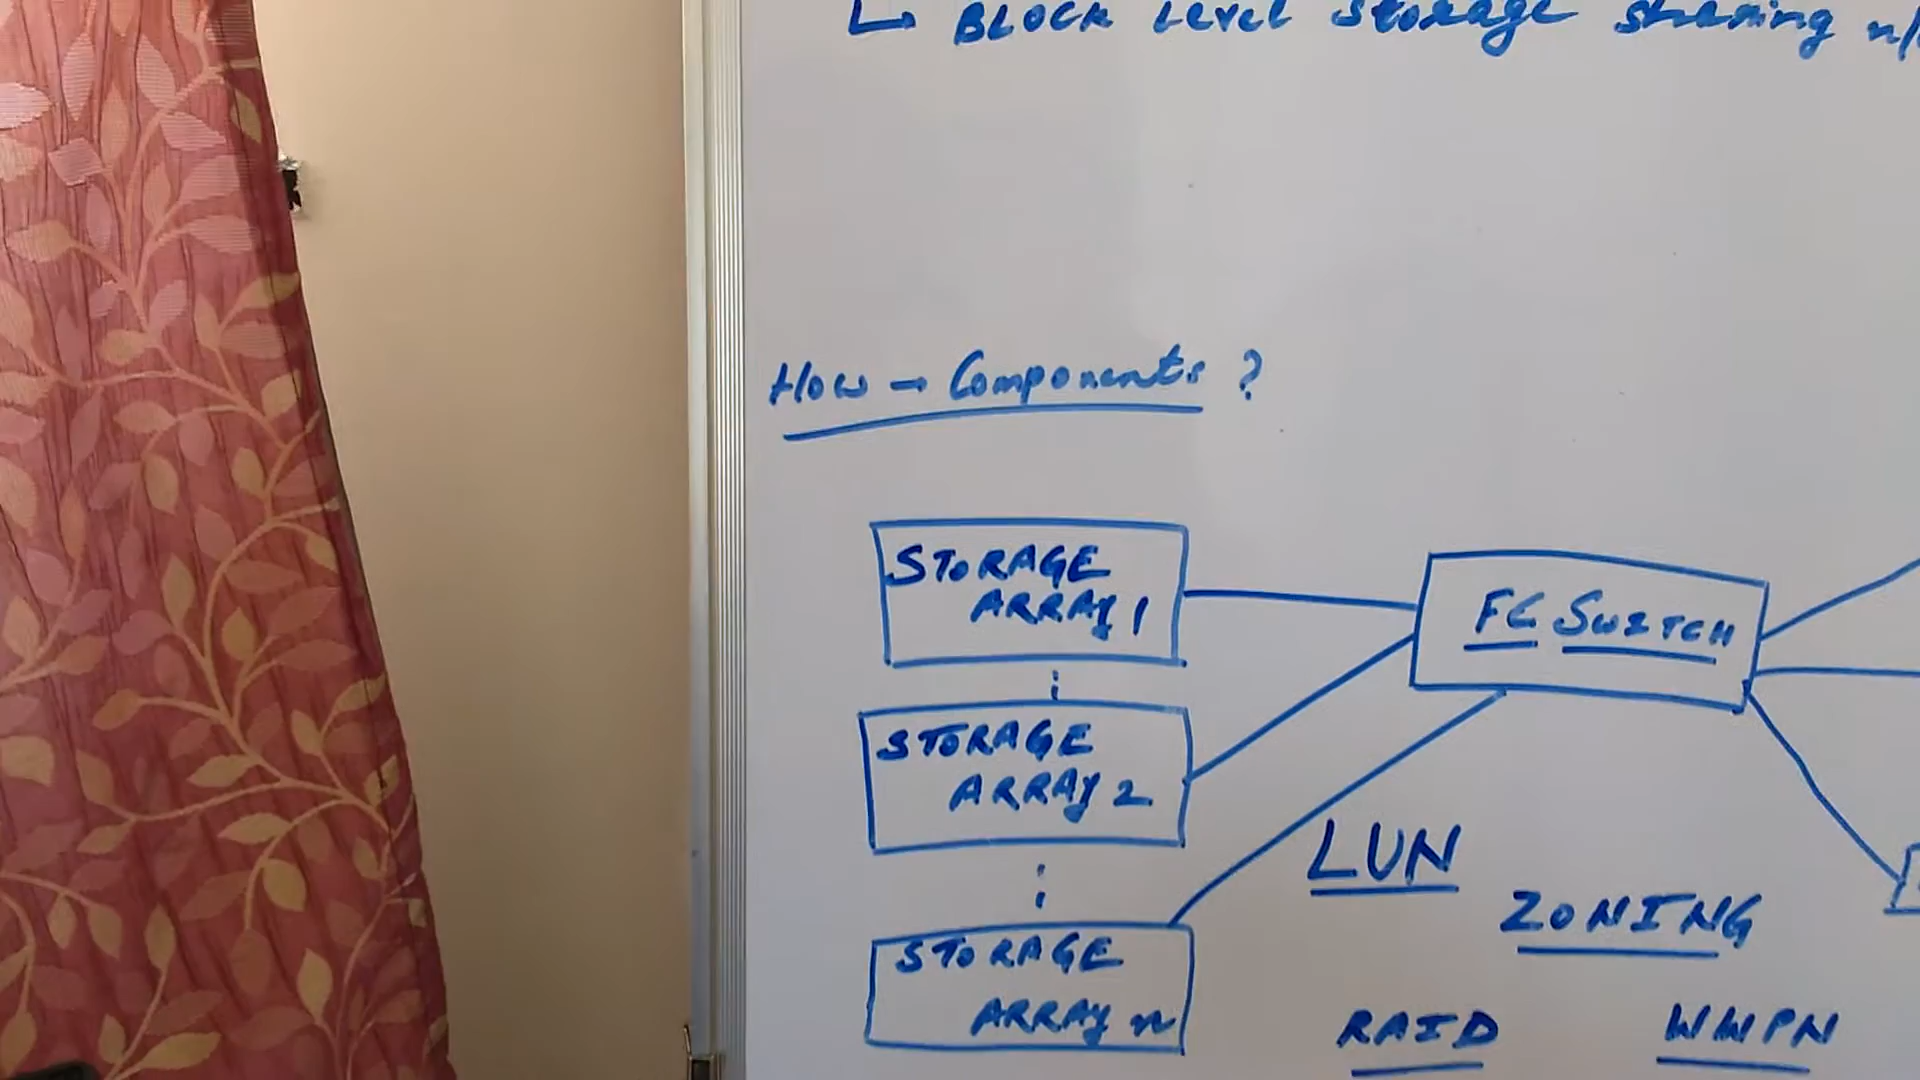 ↳ BLOCK Level Storage sharing n/
How → Components ?
STORAGE
ARRAY 1
FC SWITCH
STORAGE
ARRAY 2
LUN
ZONING
STORAGE
ARRAY n
RAID
WWPN